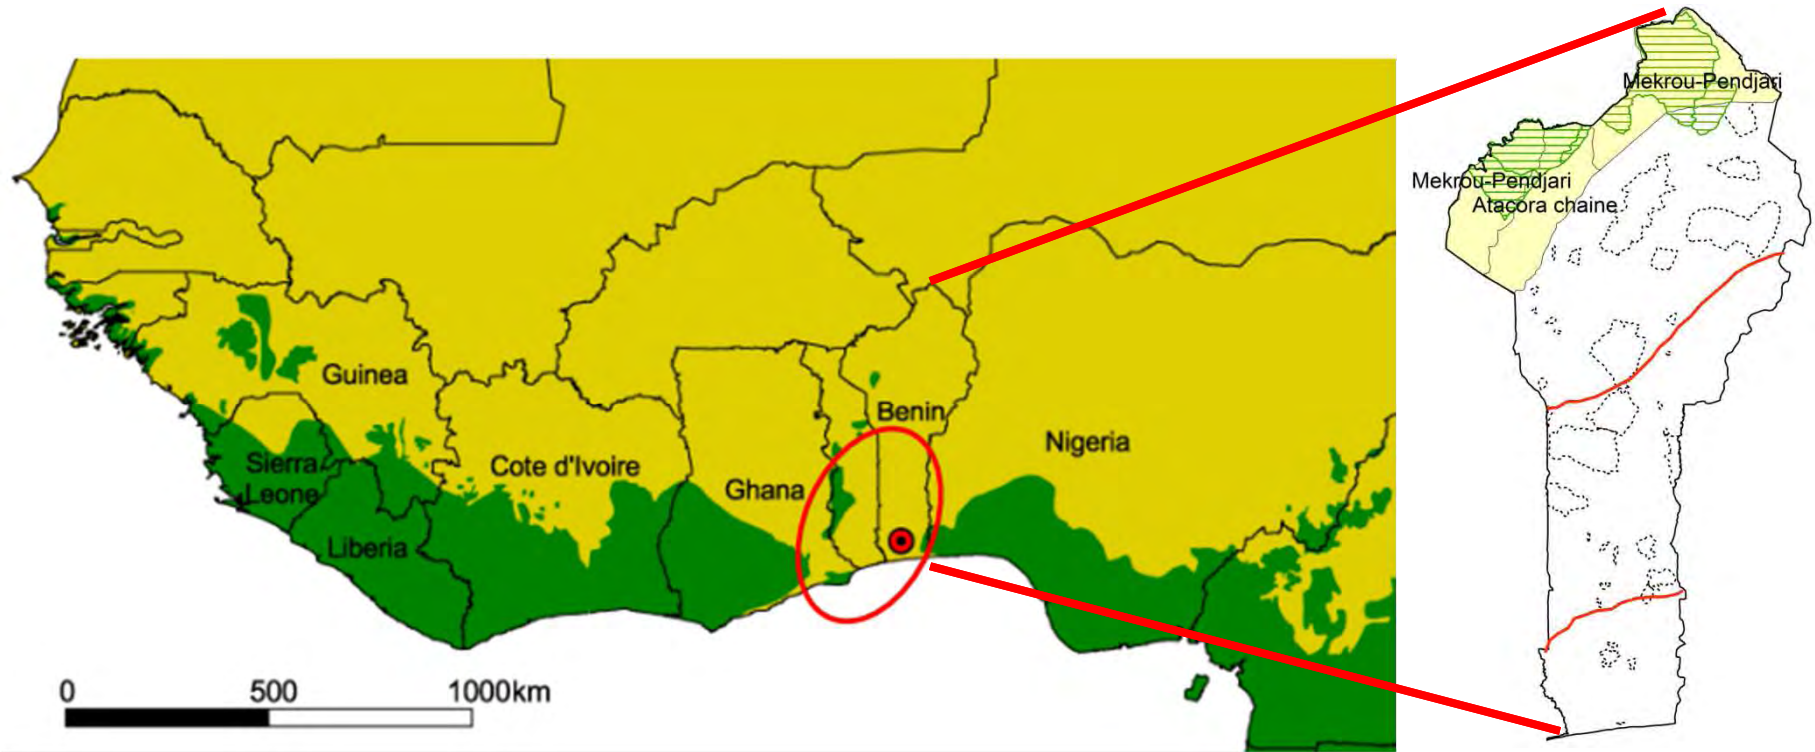 Mekrou-Pendjari
Mekrou-Pendjari
Atacora chaine
Guinea
Benin
Nigeria
Cote d'Ivoire
Sierra
Leone
Ghana
Liberia
0 500 1000km